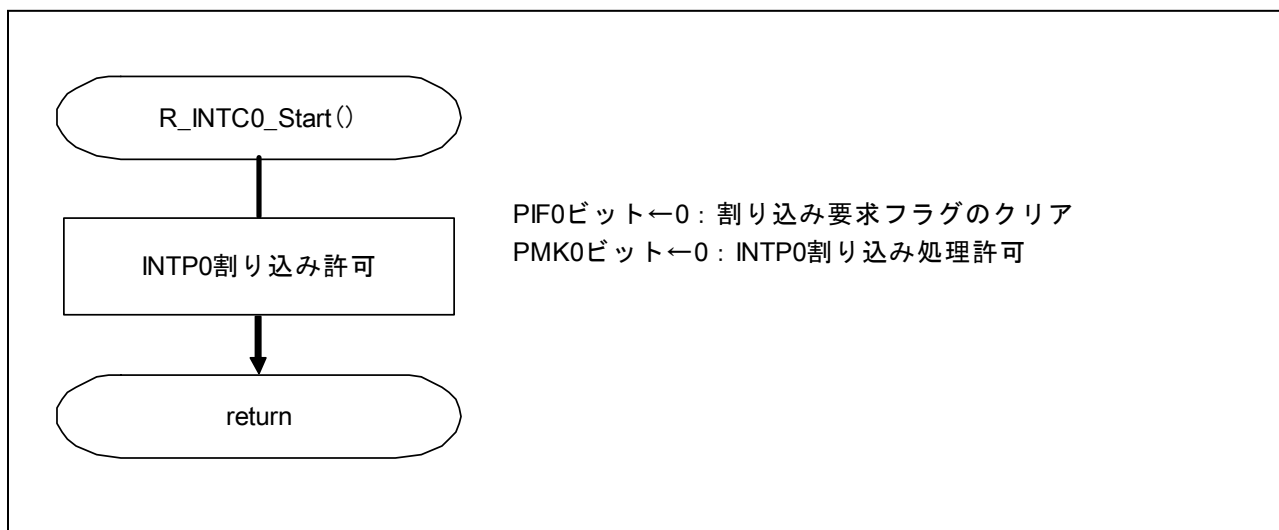 R_INTC0_Start()
PIF0ビット←0：割り込み要求フラグのクリア
PMK0ビット←0：INTP0割り込み処理許可
INTP0割り込み許可
return